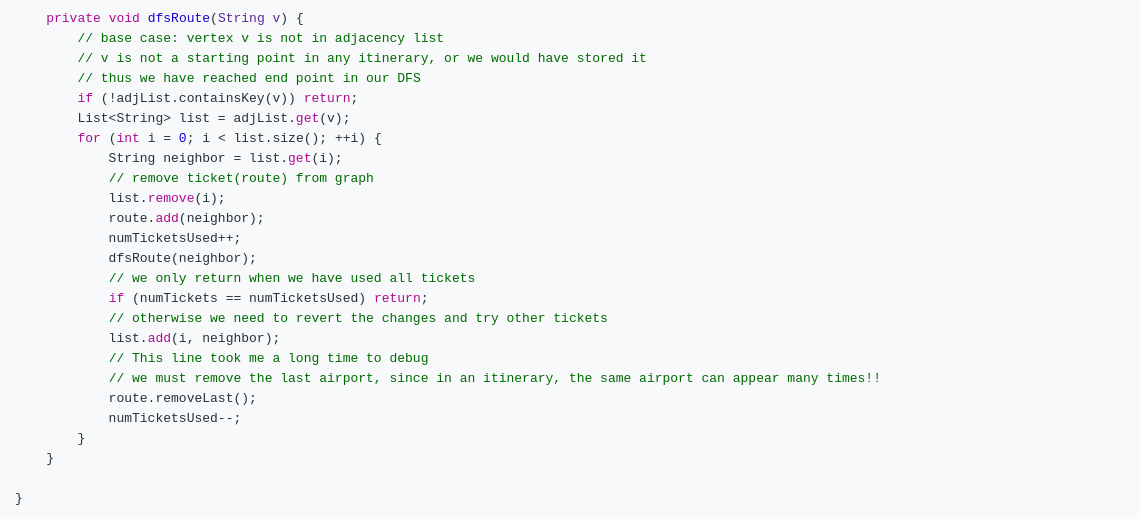 private void dfsRoute(String v) {
// base case: vertex v is not in adjacency list
// v is not a starting point in any itinerary, or we would have stored it
// thus we have reached end point in our DFS
if (!adjList.containsKey(v)) return;
List<String> list = adjList.get(v);
for (int i = 0; i < list.size(); ++i) {
String neighbor = list.get(i);
// remove ticket(route) from graph
list.remove(i);
route.add(neighbor);
numTicketsUsed++;
dfsRoute(neighbor);
// we only return when we have used all tickets
if (numTickets == numTicketsUsed) return;
// otherwise we need to revert the changes and try other tickets
list.add(i, neighbor);
// This line took me a long time to debug
// we must remove the last airport, since in an itinerary, the same airport can appear many times!!
route.removeLast();
numTicketsUsed--;
}
}
}